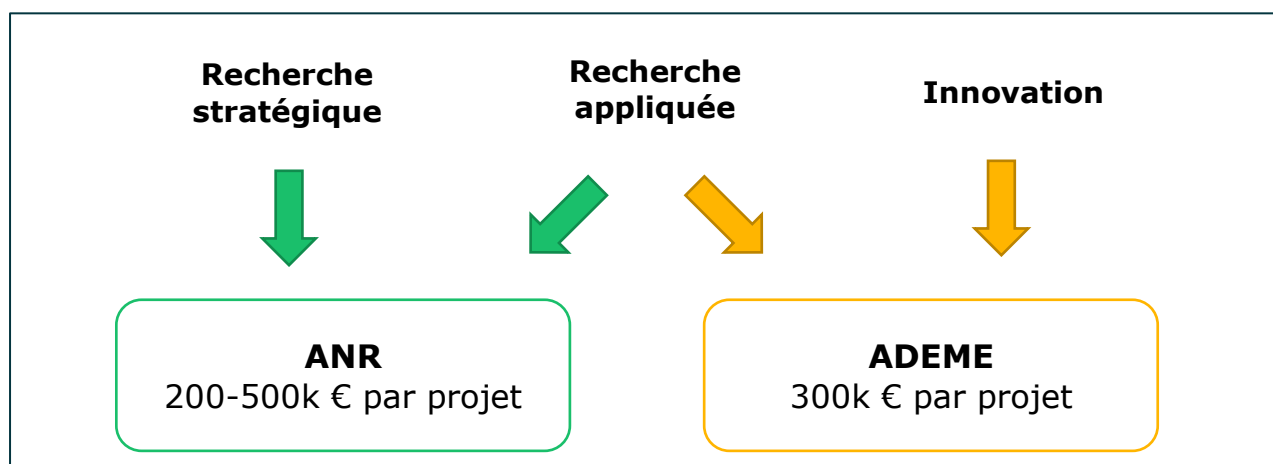 Recherche
stratégique
Recherche
appliquée
Innovation
ANR
200-500k € par projet
ADEME
300k € par projet